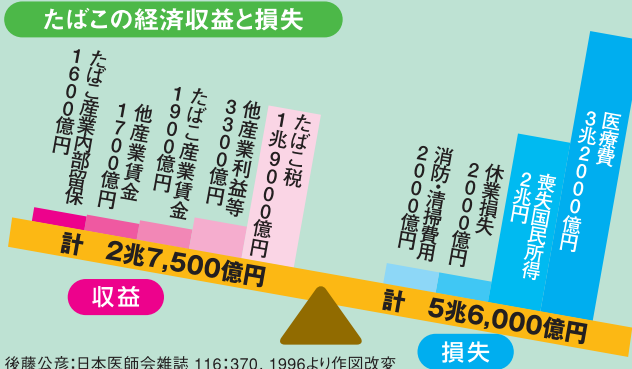 たばこの経済収益と損失
たばこ産業内部留保
1600億円
他産業賃金
1700億円
たばこ産業賃金
1900億円
他産業利益等
3300億円
たばこ税
1兆9000億円
計 2兆7,500億円
収益
消防・清掃費用
2000億円
休業損失
2000億円
喪失国民所得
2兆円
医療費
3兆2000億円
計 5兆6,000億円
損失
後藤公彦:日本医師会雑誌 116:370, 1996より作図改変